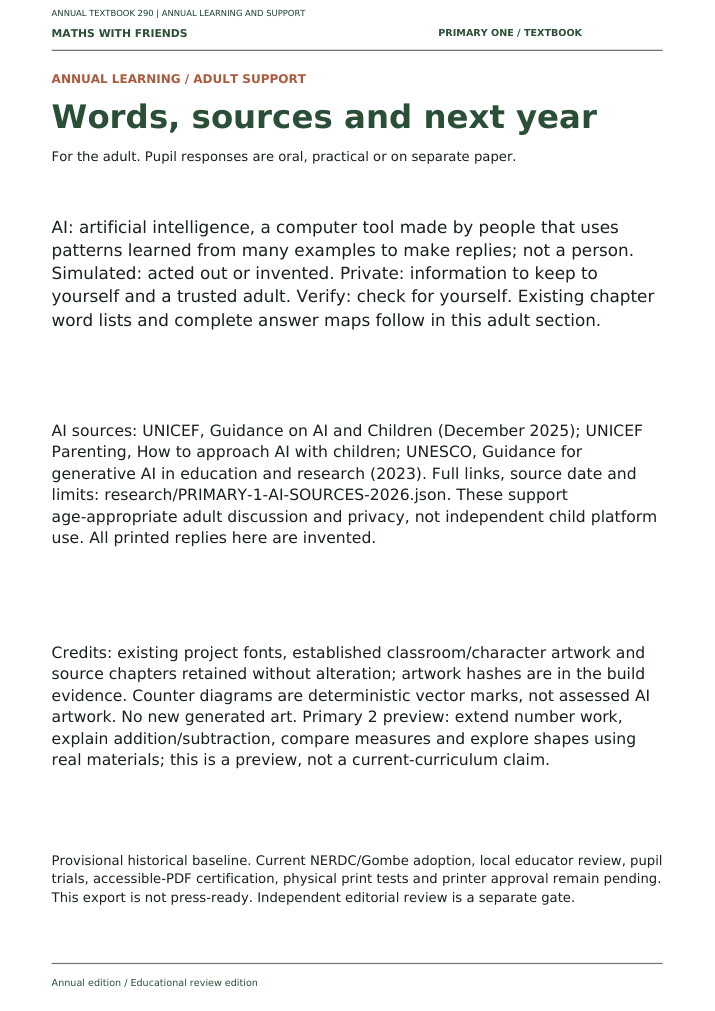 ANNUAL TEXTBOOK 290 | ANNUAL LEARNING AND SUPPORT
MATHS WITH FRIENDS
PRIMARY ONE / TEXTBOOK
ANNUAL LEARNING / ADULT SUPPORT
Words, sources and next year
For the adult. Pupil responses are oral, practical or on separate paper.
AI: artificial intelligence, a computer tool made by people that uses
patterns learned from many examples to make replies; not a person.
Simulated: acted out or invented. Private: information to keep to
yourself and a trusted adult. Verify: check for yourself. Existing chapter
word lists and complete answer maps follow in this adult section.
AI sources: UNICEF, Guidance on AI and Children (December 2025); UNICEF
Parenting, How to approach AI with children; UNESCO, Guidance for
generative AI in education and research (2023). Full links, source date and
limits: research/PRIMARY-1-AI-SOURCES-2026.json. These support
age-appropriate adult discussion and privacy, not independent child platform
use. All printed replies here are invented.
Credits: existing project fonts, established classroom/character artwork and
source chapters retained without alteration; artwork hashes are in the build
evidence. Counter diagrams are deterministic vector marks, not assessed AI
artwork. No new generated art. Primary 2 preview: extend number work,
explain addition/subtraction, compare measures and explore shapes using
real materials; this is a preview, not a current-curriculum claim.
Provisional historical baseline. Current NERDC/Gombe adoption, local educator review, pupil
trials, accessible-PDF certification, physical print tests and printer approval remain pending.
This export is not press-ready. Independent editorial review is a separate gate.
Annual edition / Educational review edition